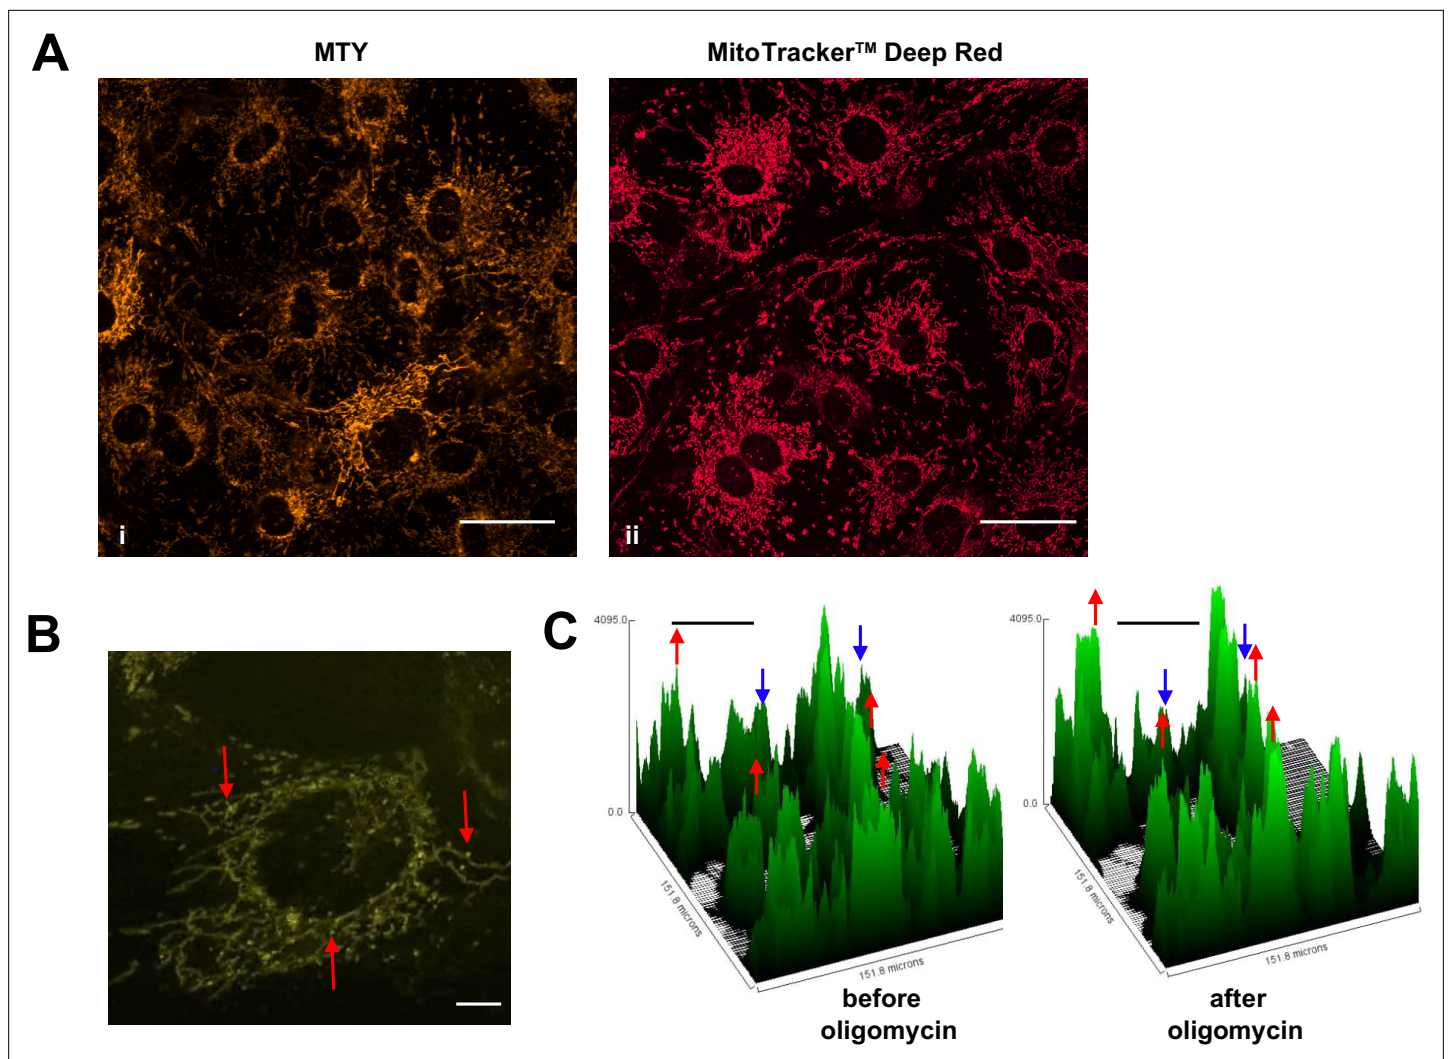 A
MTY
MitoTracker™ Deep Red
i
ii
B
C
4095.0
0.0
151.8 microns
151.8 microns
before
oligomycin
4095.0
0.0
151.8 microns
151.8 microns
after
oligomycin